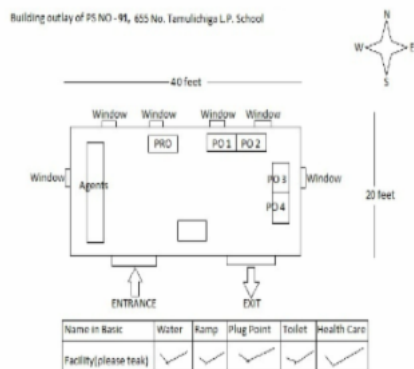 Building outlay of PS NO - 91, 655 No. Tamulichiga L.P. School
N
W E
S
40 feet
Window Window Window Window
PRO PO 1 PO 2
Window Agents PO 3 Window
PO 4
20 feet
ENTRANCE EXIT
Name in Basic Water Ramp Plug Point Toilet Health Care
Facility(please teak)